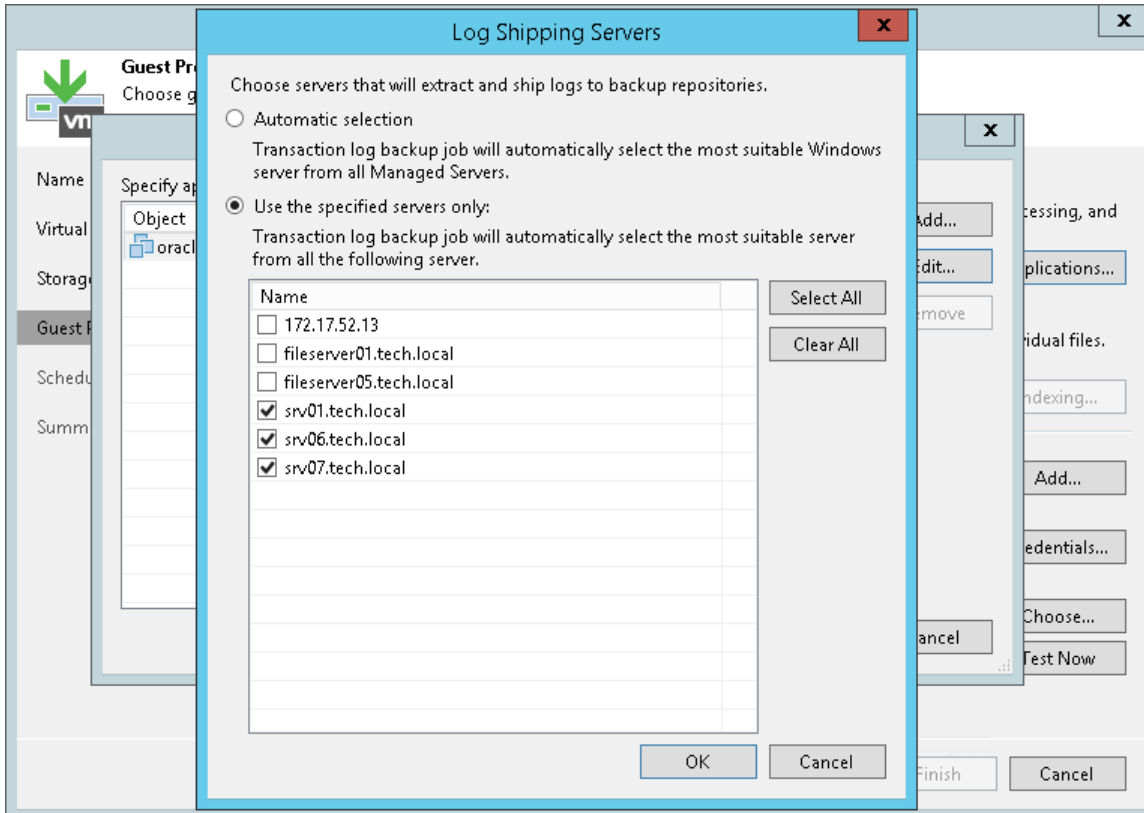 Log Shipping Servers
x
x
x
Guest Pr
Choose g
vm
Name
Virtual
Storag
Guest P
Schedu
Summ
Specify ap
Object
oracl
Choose servers that will extract and ship logs to backup repositories.
Automatic selection
Transaction log backup job will automatically select the most suitable Windows
server from all Managed Servers.
Use the specified servers only:
Transaction log backup job will automatically select the most suitable server
from all the following server.
Name
172.17.52.13
fileserver01.tech.local
fileserver05.tech.local
srv01.tech.local
srv06.tech.local
srv07.tech.local
Select All
Clear All
OK
Cancel
Add...
Edit...
emove
ancel
essing, and
plications...
vidual files.
ndexing...
Add...
edentials...
Choose...
Test Now
Finish
Cancel